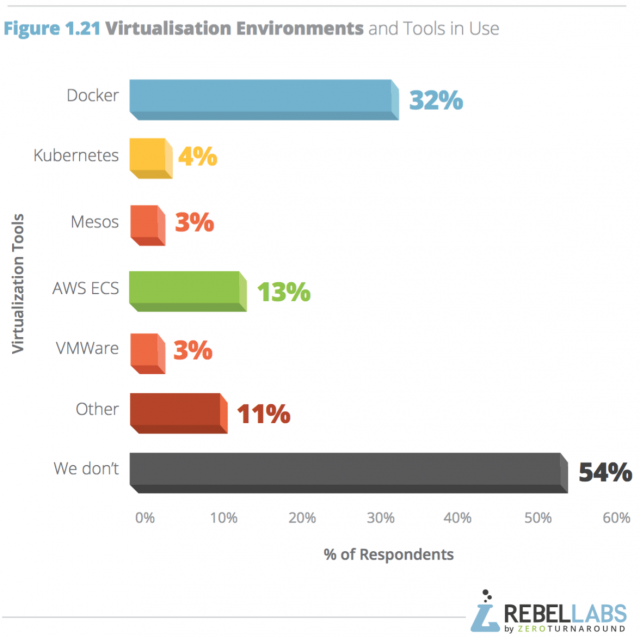 Figure 1.21 Virtualisation Environments and Tools in Use
Virtualization Tools
Docker 32%
Kubernetes 4%
Mesos 3%
AWS ECS 13%
VMWare 3%
Other 11%
We don't 54%
0% 10% 20% 30% 40% 50% 60%
% of Respondents
REBELLABS
by ZEROTURNAROUND